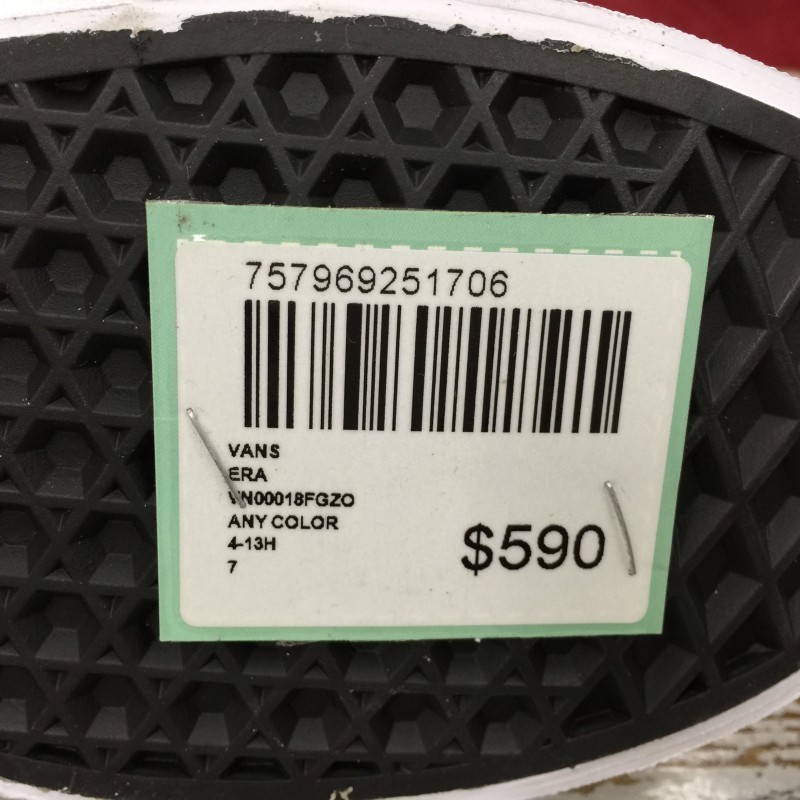 757969251706
VANS
ERA
VN00018FGZO
ANY COLOR
4-13H
7
$590